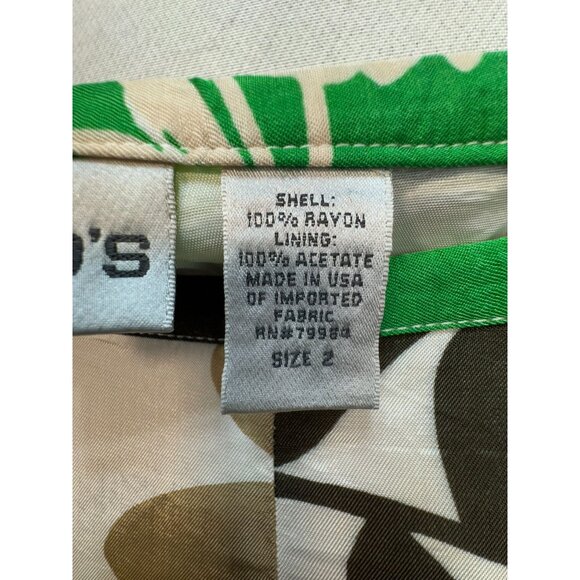 O'S
SHELL:
100% RAYON
LINING:
100% ACETATE
MADE IN USA
OF IMPORTED
FABRIC
RN#79984
SIZE 2